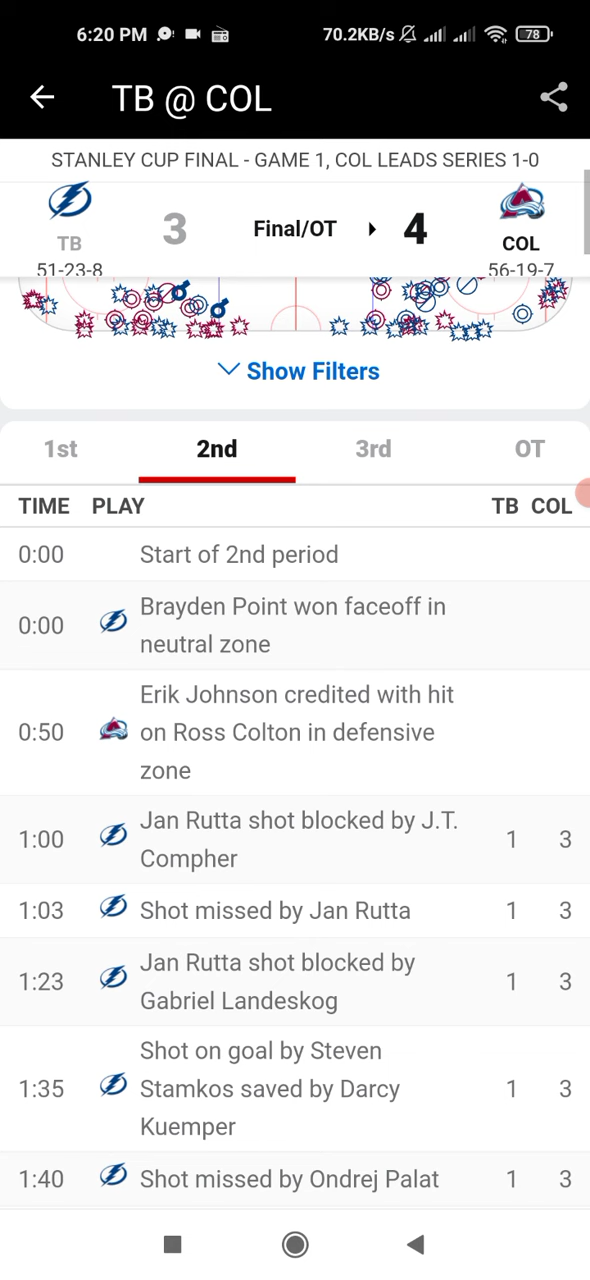 6:20 PM 70.2KB/s 78
TB @ COL
STANLEY CUP FINAL - GAME 1, COL LEADS SERIES 1-0
3 Final/OT 4
TB COL
51-23-8 56-19-7
Show Filters
1st 2nd 3rd OT
TIME PLAY TB COL
0:00 Start of 2nd period
0:00 Brayden Point won faceoff in
neutral zone
Erik Johnson credited with hit
0:50 on Ross Colton in defensive
zone
Jan Rutta shot blocked by J.T.
1:00 Compher 1 3
1:03 Shot missed by Jan Rutta 1 3
Jan Rutta shot blocked by
1:23 Gabriel Landeskog 1 3
Shot on goal by Steven
1:35 Stamkos saved by Darcy 1 3
Kuemper
1:40 Shot missed by Ondrej Palat 1 3